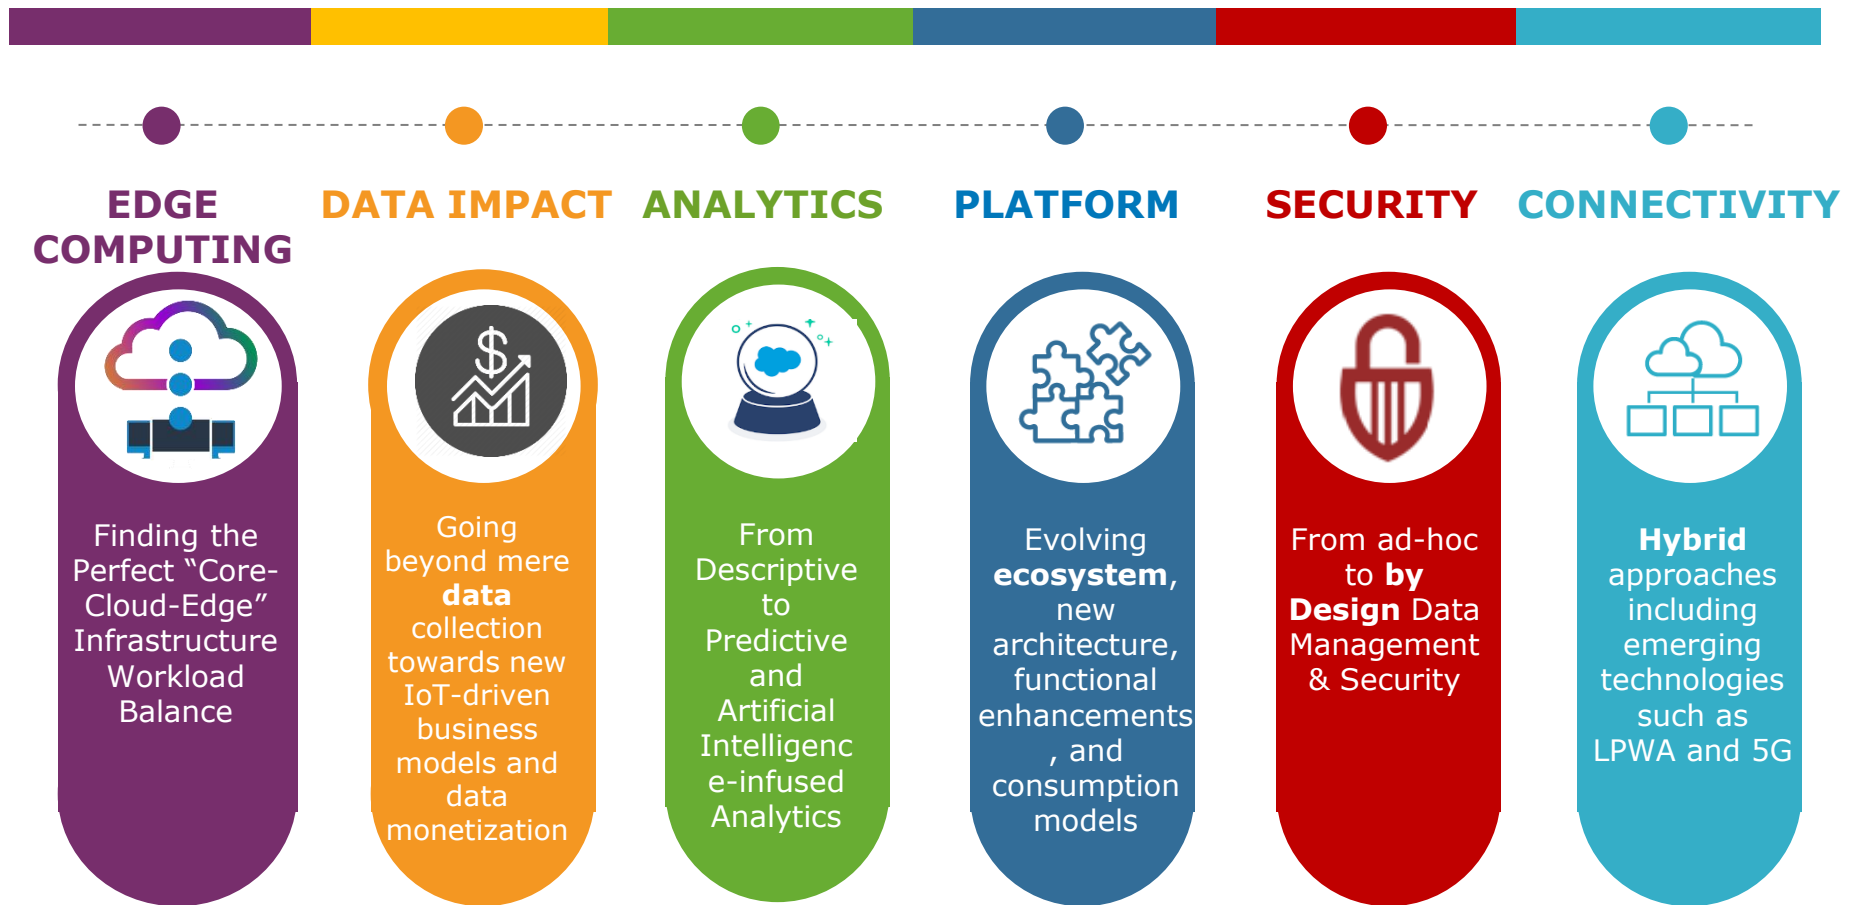 EDGE
COMPUTING
Finding the
Perfect “Core-
Cloud-Edge”
Infrastructure
Workload
Balance
DATA IMPACT
Going
beyond mere
data
collection
towards new
IoT-driven
business
models and
data
monetization
ANALYTICS
From
Descriptive
to
Predictive
and
Artificial
Intelligenc
e-infused
Analytics
PLATFORM
Evolving
ecosystem,
new
architecture,
functional
enhancements
, and
consumption
models
SECURITY
From ad-hoc
to by
Design Data
Management
& Security
CONNECTIVITY
Hybrid
approaches
including
emerging
technologies
such as
LPWA and 5G